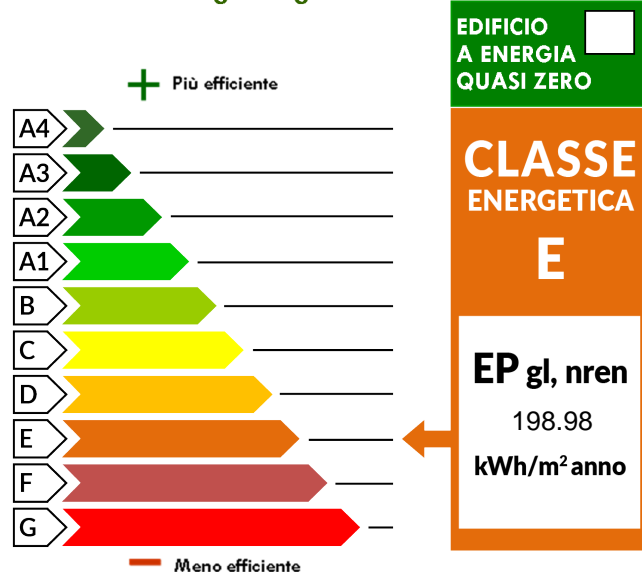 EDIFICIO
A ENERGIA
QUASI ZERO
Più efficiente
A4
A3
A2
A1
B
C
D
E
F
G
Meno efficiente
CLASSE
ENERGETICA
E
EP gl, nren
198.98
kWh/m² anno